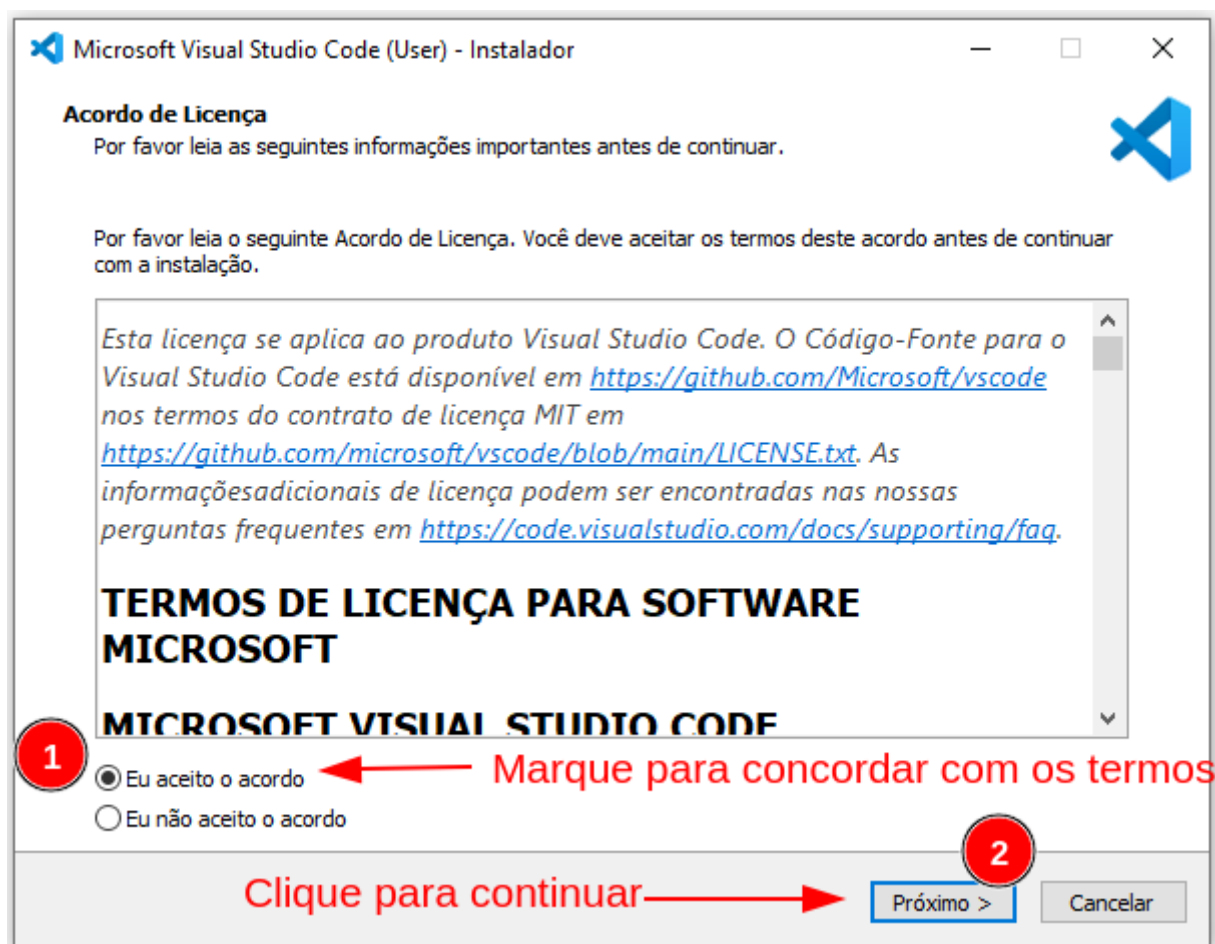 Microsoft Visual Studio Code (User) - Instalador
Acordo de Licença
Por favor leia as seguintes informações importantes antes de continuar.
Por favor leia o seguinte Acordo de Licença. Você deve aceitar os termos deste acordo antes de continuar
com a instalação.
Esta licença se aplica ao produto Visual Studio Code. O Código-Fonte para o
Visual Studio Code está disponível em https://github.com/Microsoft/vscode
nos termos do contrato de licença MIT em
https://github.com/microsoft/vscode/blob/main/LICENSE.txt. As
informaçõesadicionais de licença podem ser encontradas nas nossas
perguntas frequentes em https://code.visualstudio.com/docs/supporting/faq.
TERMOS DE LICENÇA PARA SOFTWARE
MICROSOFT
MICROSOFT VISUAL STUDIO CODE
1
Eu aceito o acordo
Marque para concordar com os termos
Eu não aceito o acordo
2
Clique para continuar
Próximo >
Cancelar